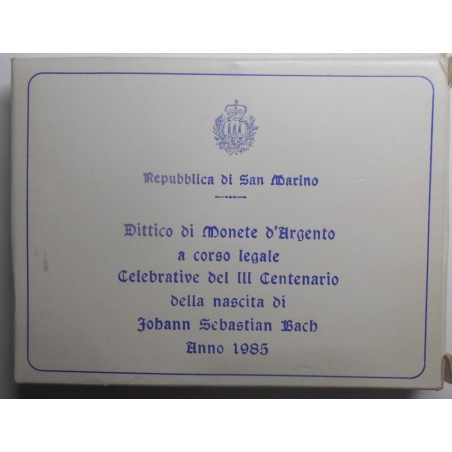 Repubblica di San Marino
Dittico di Monete d'Argento
a corso legale
Celebrative del III Centenario
della nascita di
Johann Sebastian Bach
Anno 1985